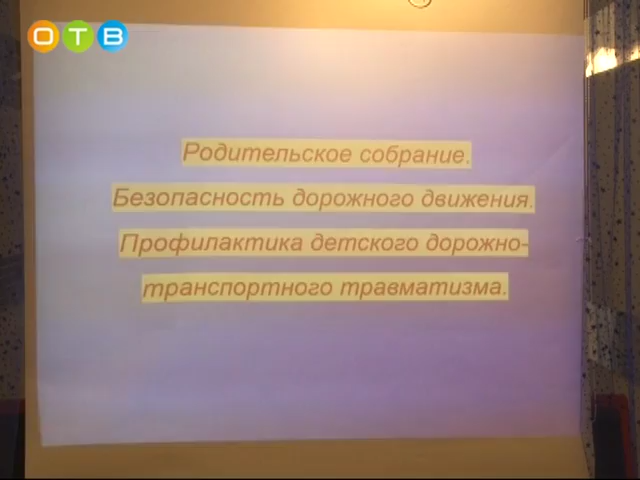 ОТВ
Родительское собрание.
Безопасность дорожного движения.
Профилактика детского дорожно-
транспортного травматизма.